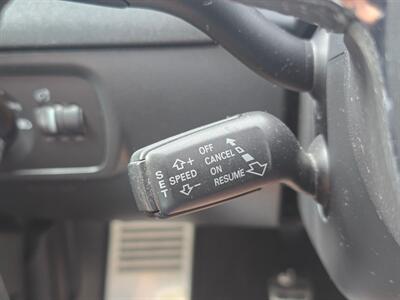 OFF
CANCEL
ON
RESUME
SPEED
+
−
SET